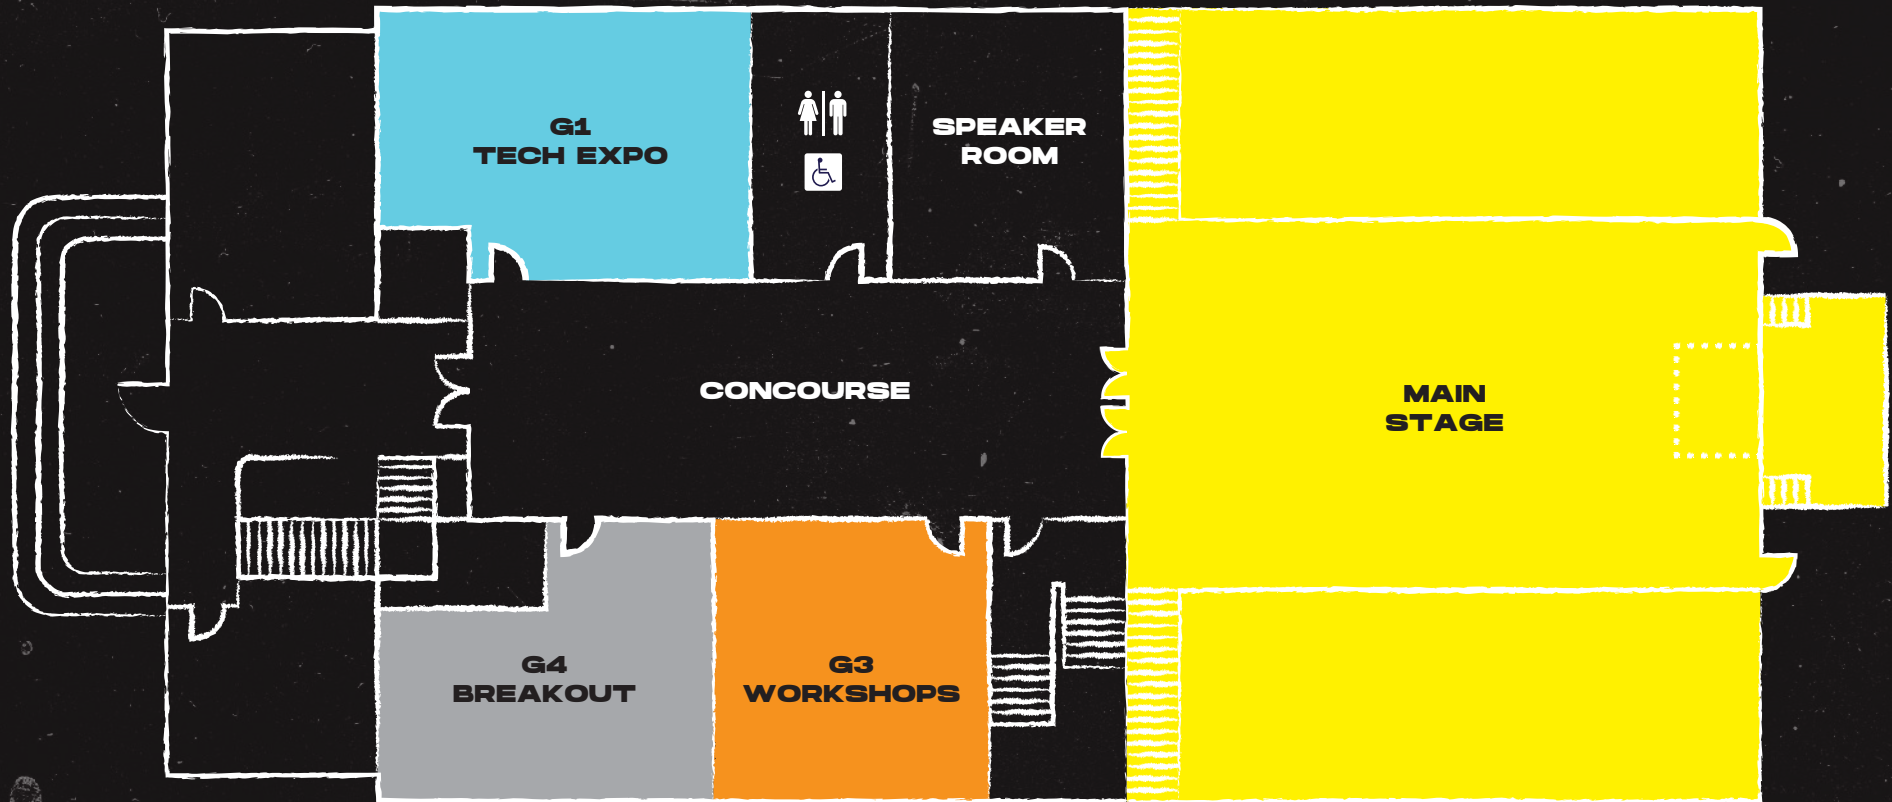 G1
TECH EXPO
SPEAKER
ROOM
CONCOURSE
MAIN
STAGE
G4
BREAKOUT
G3
WORKSHOPS